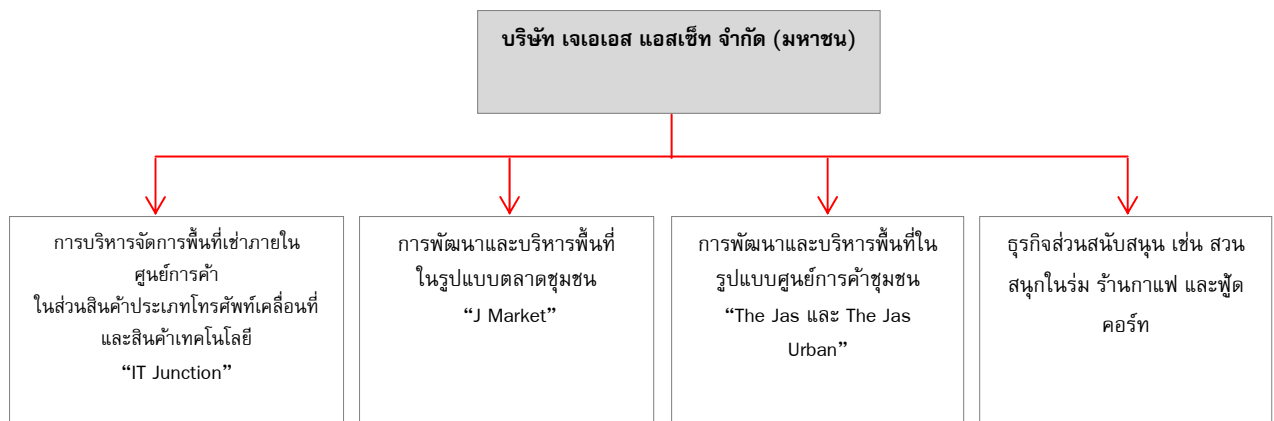 บริษัท เจเอเอส แอสเซ็ท จำกัด (มหาชน)
การบริหารจัดการพื้นที่เช่าภายใน
ศูนย์การค้า
ในส่วนสินค้าประเภทโทรศัพท์เคลื่อนที่
และสินค้าเทคโนโลยี
“IT Junction”
การพัฒนาและบริหารพื้นที่
ในรูปแบบตลาดชุมชน
“J Market”
การพัฒนาและบริหารพื้นที่ใน
รูปแบบศูนย์การค้าชุมชน
“The Jas และ The Jas
Urban”
ธุรกิจส่วนสนับสนุน เช่น สวน
สนุกในร่ม ร้านกาแฟ และฟู้ด
คอร์ท